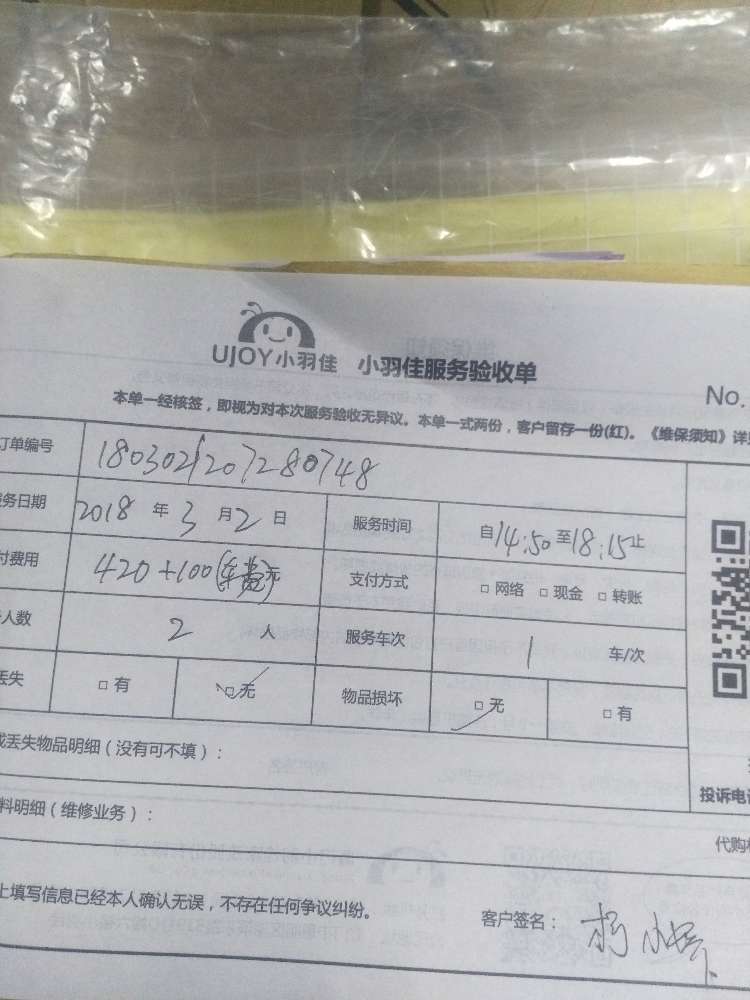 UJOY小羽佳 小羽佳服务验收单
No.
本单一经核签，即视为对本次服务验收无异议。本单一式两份，客户留存一份(红)。《维保须知》详
订单编号 1803021207280748
务日期 2018 年 3 月 2 日 服务时间 自14:50至18:15止
付费用 420+100(车费)元 支付方式 □ 网络 □ 现金 □ 转账
人数 2 人 服务车次 1 车/次
丢失 □ 有 □ 无 物品损坏 □ 无 □ 有
或丢失物品明细（没有可不填）：
投诉电
料明细（维修业务）：
代购
上填写信息已经本人确认无误，不存在任何争议纠纷。 客户签名：